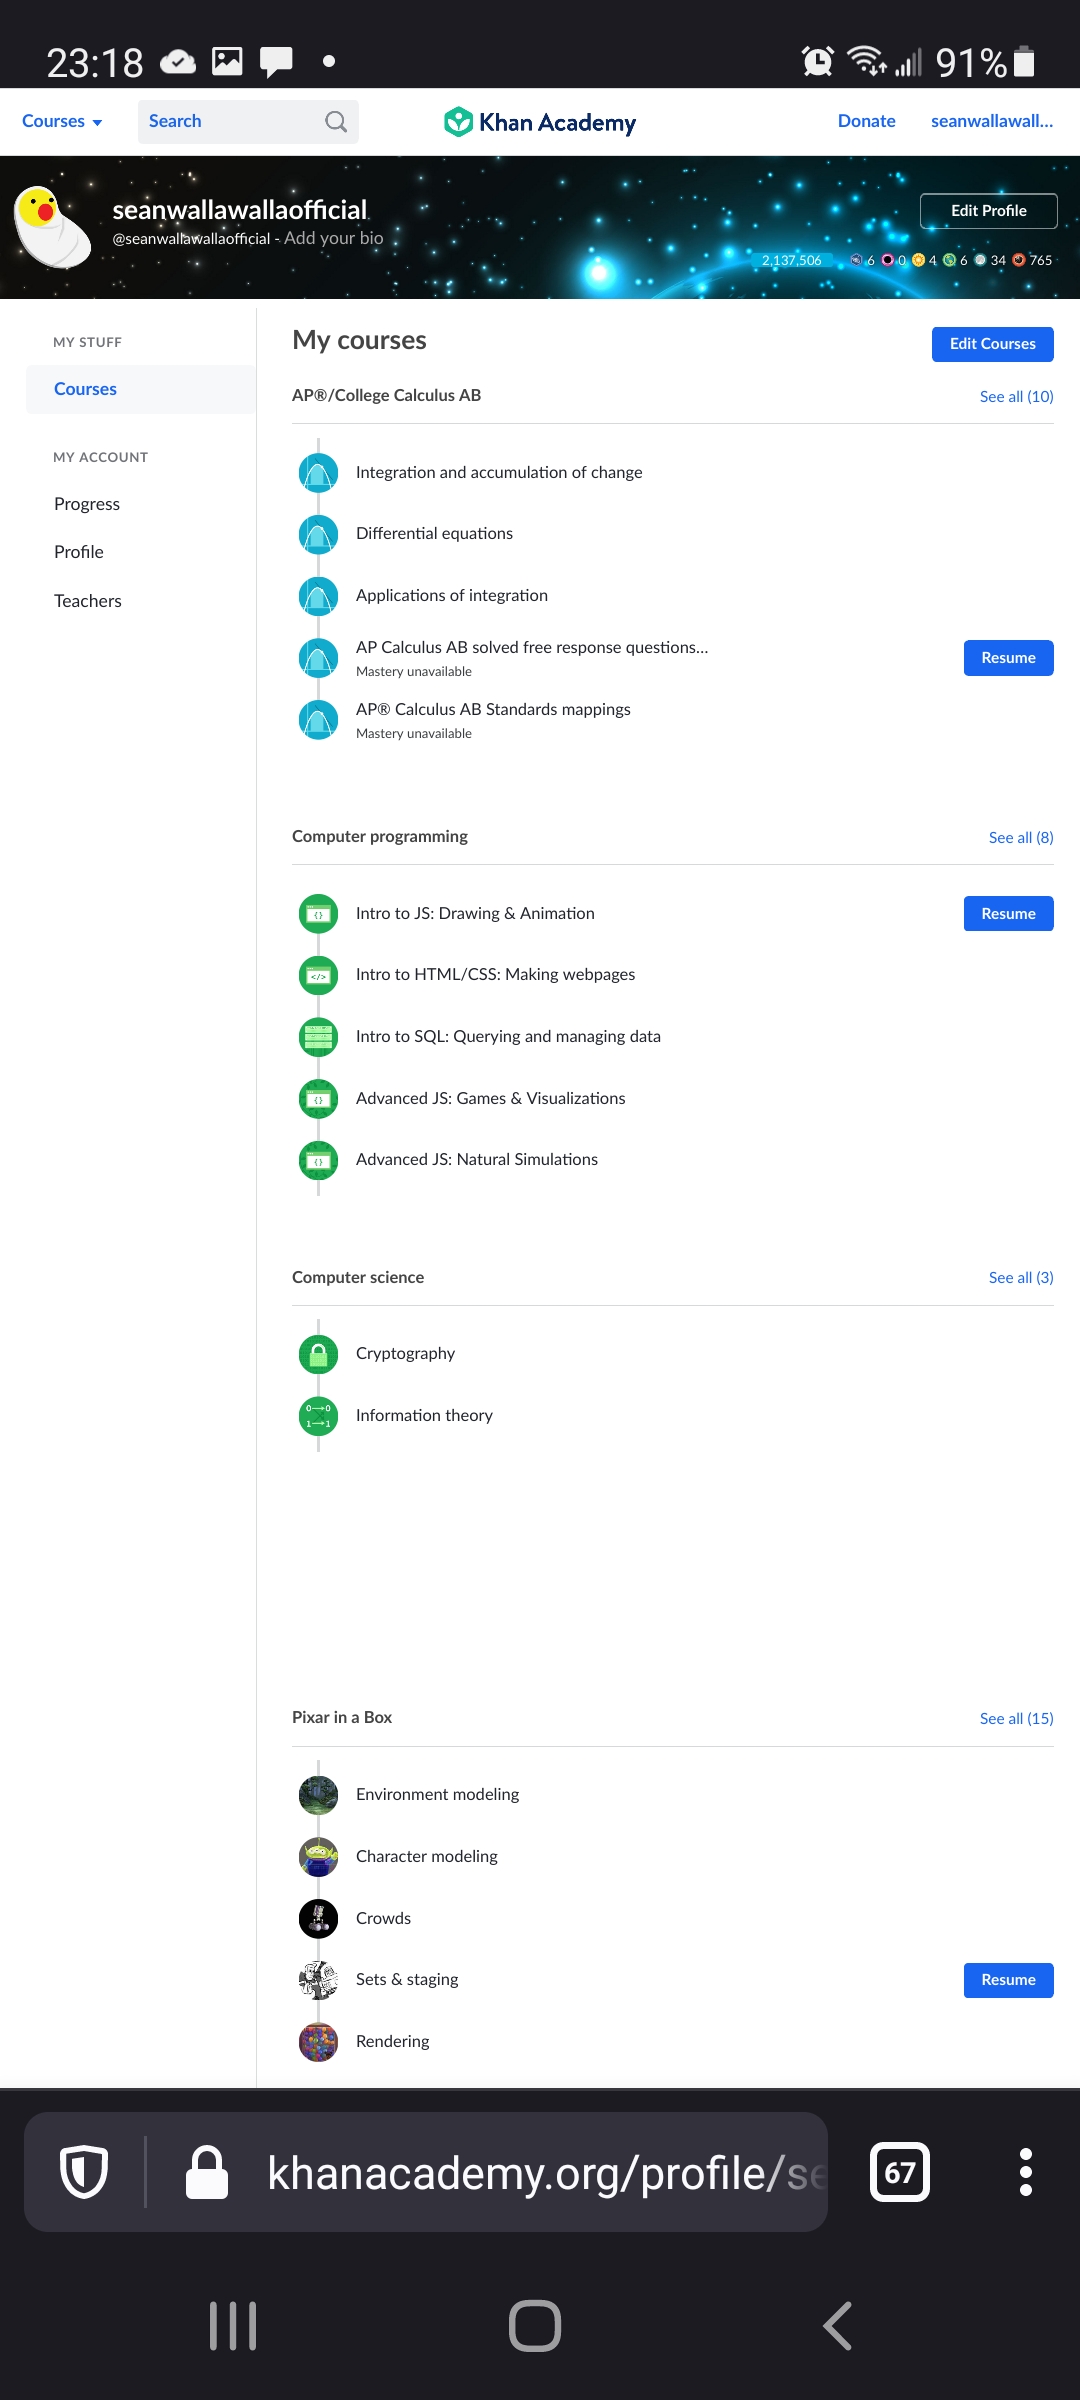 23:18
91%
Courses
Search
Khan Academy
Donate
seanwallawall...
seanwallawallaofficial
@seanwallawallaofficial - Add your bio
Edit Profile
2,137,506 6 0 4 6 34 765
MY STUFF
Courses
MY ACCOUNT
Progress
Profile
Teachers
My courses
Edit Courses
AP®/College Calculus AB
See all (10)
Integration and accumulation of change
Differential equations
Applications of integration
AP Calculus AB solved free response questions...
Mastery unavailable
Resume
AP® Calculus AB Standards mappings
Mastery unavailable
Computer programming
See all (8)
Intro to JS: Drawing & Animation
Resume
Intro to HTML/CSS: Making webpages
Intro to SQL: Querying and managing data
Advanced JS: Games & Visualizations
Advanced JS: Natural Simulations
Computer science
See all (3)
Cryptography
Information theory
Pixar in a Box
See all (15)
Environment modeling
Character modeling
Crowds
Sets & staging
Resume
Rendering
khanacademy.org/profile/se
67